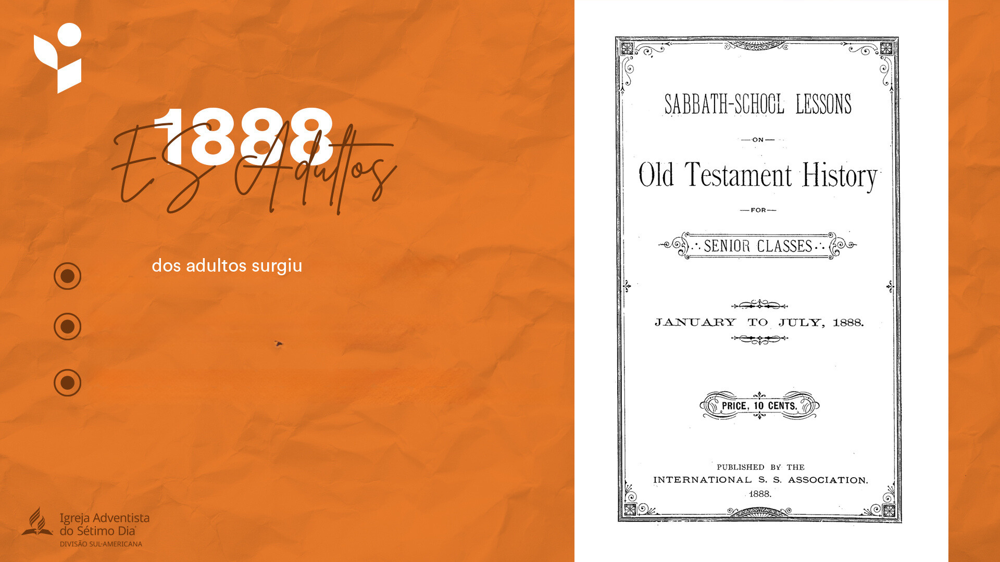 1888
ES Adultos
dos adultos surgiu
Igreja Adventista
do Sétimo Dia
DIVISÃO SUL-AMERICANA
SABBATH-SCHOOL LESSONS
—ON—
Old Testament History
—FOR—
SENIOR CLASSES
JANUARY TO JULY, 1888.
PRICE, 10 CENTS.
PUBLISHED BY THE
INTERNATIONAL S. S. ASSOCIATION.
1888.